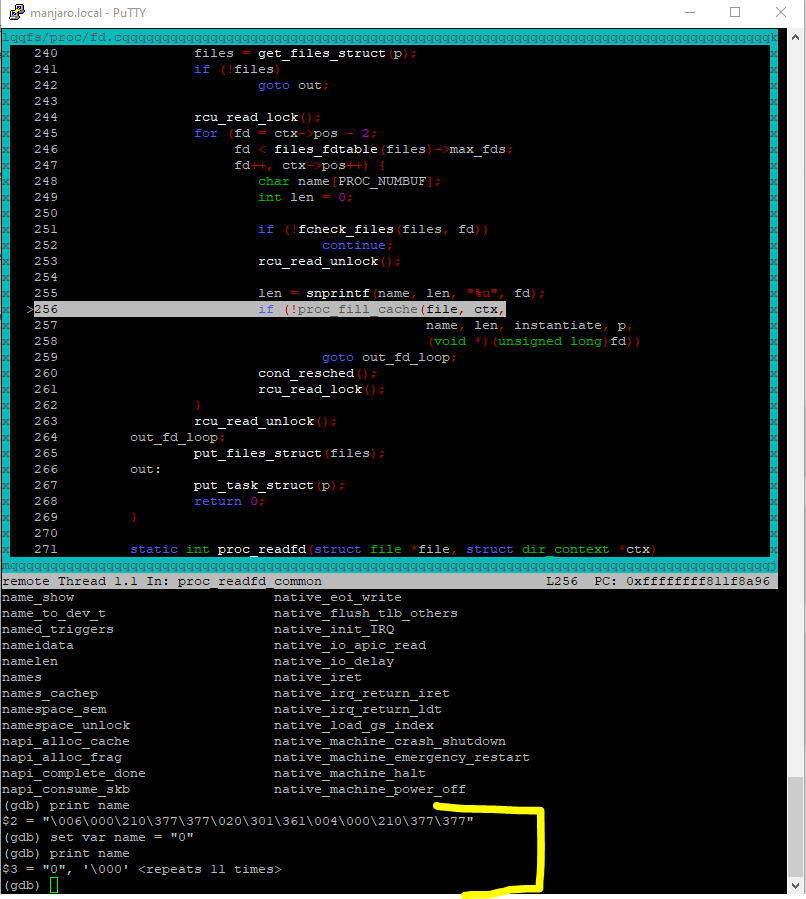 manjaro.local - PuTTY
lqqfs/proc/fd.cqqqqqqqqqqqqqqqqqqqqqqqqqqqqqqqqqqqqqqqqqqqqqqqqqqqqqqqqqqqqqqqqqqqqqqqqqqqqqqqqk
x 240 files = get_files_struct(p); x
x 241 if (!files) x
x 242 goto out; x
x 243 x
x 244 rcu_read_lock(); x
x 245 for (fd = ctx->pos - 2; x
x 246 fd < files_fdtable(files)->max_fds; x
x 247 fd++, ctx->pos++) { x
x 248 char name[PROC_NUMBUF]; x
x 249 int len = 0; x
x 250 x
x 251 if (!fcheck_files(files, fd)) x
x 252 continue; x
x 253 rcu_read_unlock(); x
x 254 x
x 255 len = snprintf(name, len, "%u", fd); x
x >256 if (!proc_fill_cache(file, ctx, x
x 257 name, len, instantiate, p, x
x 258 (void *)(unsigned long)fd)) x
x 259 goto out_fd_loop; x
x 260 cond_resched(); x
x 261 rcu_read_lock(); x
x 262 } x
x 263 rcu_read_unlock(); x
x 264 out_fd_loop: x
x 265 put_files_struct(files); x
x 266 out: x
x 267 put_task_struct(p); x
x 268 return 0; x
x 269 } x
x 270 x
x 271 static int proc_readfd(struct file *file, struct dir_context *ctx) x
mqqqqqqqqqqqqqqqqqqqqqqqqqqqqqqqqqqqqqqqqqqqqqqqqqqqqqqqqqqqqqqqqqqqqqqqqqqqqqqqqqqqqqqqqqqqqqqqj
remote Thread 1.1 In: proc_readfd_common L256 PC: 0xffffffff811f8a96
name_show native_eoi_write
name_to_dev_t native_flush_tlb_others
named_triggers native_init_IRQ
nameidata native_io_apic_read
namelen native_io_delay
names native_iret
names_cachep native_irq_return_iret
namespace_sem native_irq_return_ldt
namespace_unlock native_load_gs_index
napi_alloc_cache native_machine_crash_shutdown
napi_alloc_frag native_machine_emergency_restart
napi_complete_done native_machine_halt
napi_consume_skb native_machine_power_off
(gdb) print name
$2 = "\006\000\210\377\377\020\301\361\004\000\210\377\377"
(gdb) set var name = "0"
(gdb) print name
$3 = "0", '\000' <repeats 11 times>
(gdb)